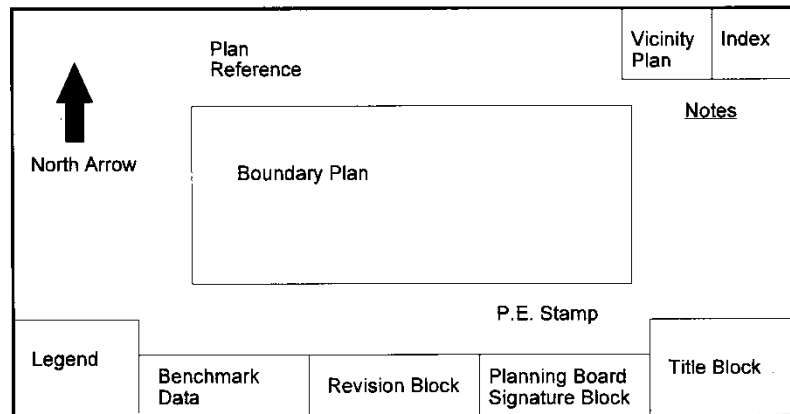 Plan
Reference
Vicinity
Plan
Index
Notes
North Arrow
Boundary Plan
P.E. Stamp
Legend
Benchmark
Data
Revision Block
Planning Board
Signature Block
Title Block